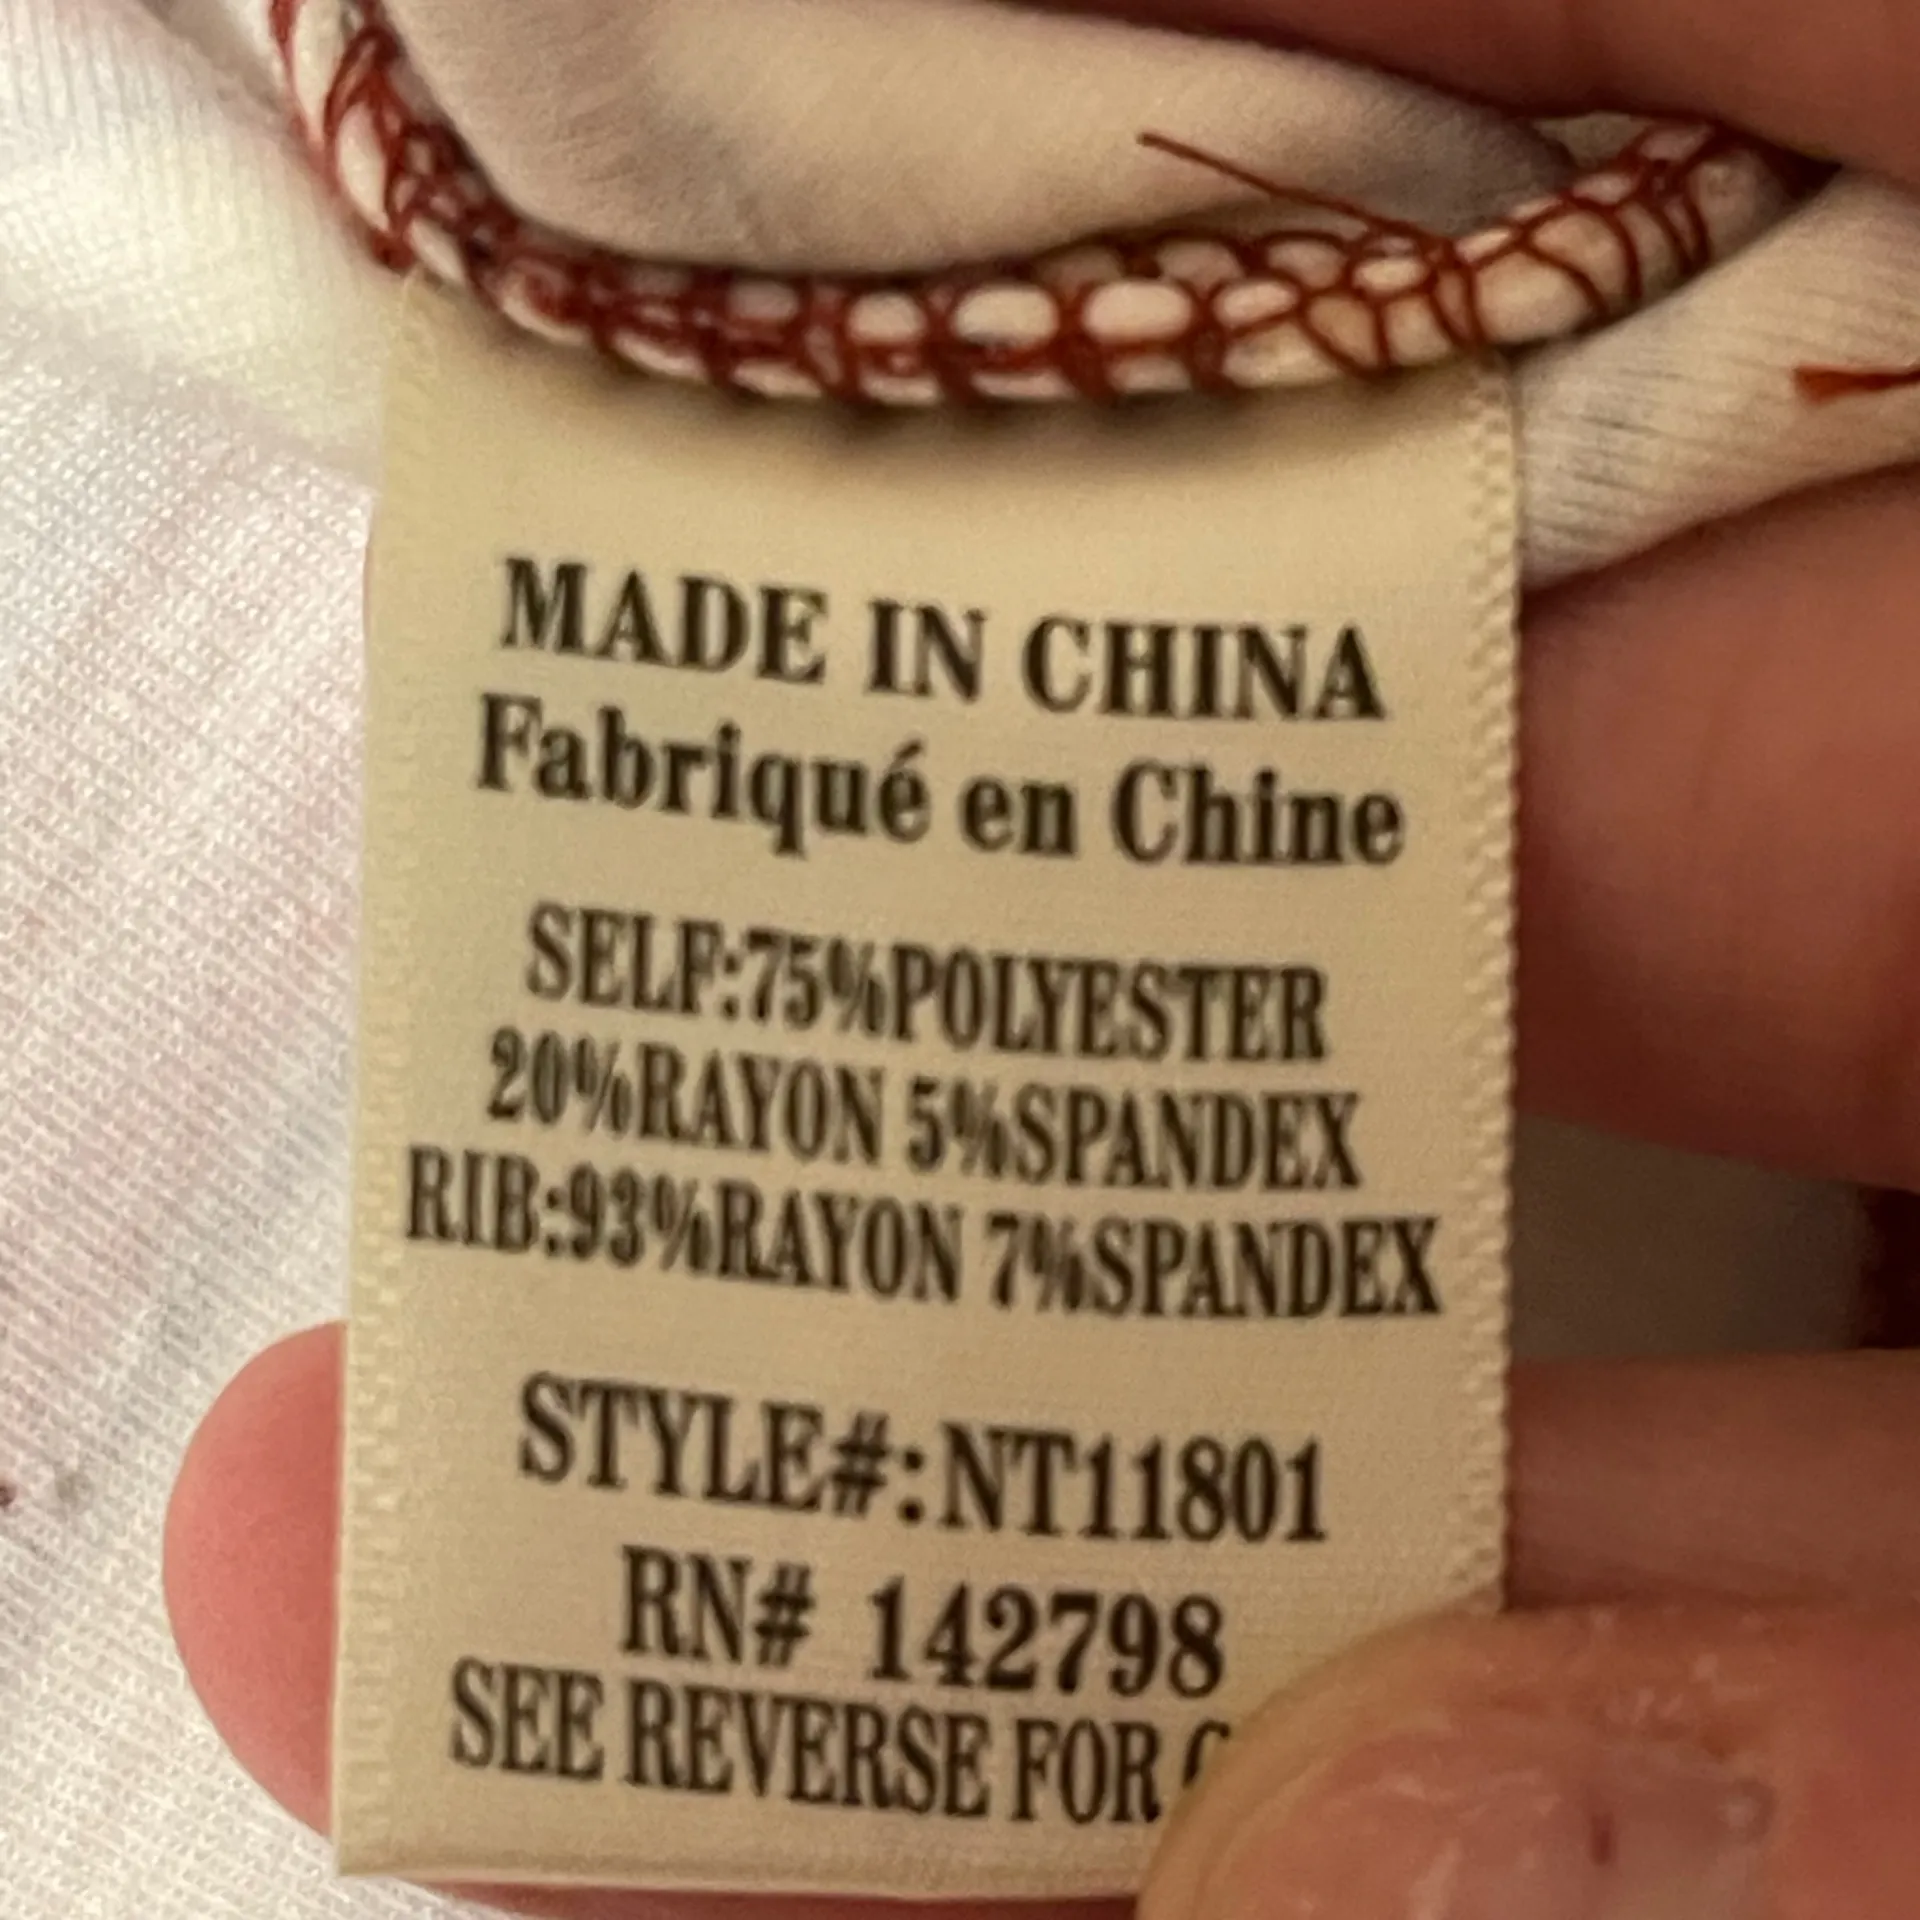 MADE IN CHINA
Fabriqué en Chine
SELF:75%POLYESTER
20%RAYON 5%SPANDEX
RIB:93%RAYON 7%SPANDEX
STYLE#:NT11801
RN# 142798
SEE REVERSE FOR